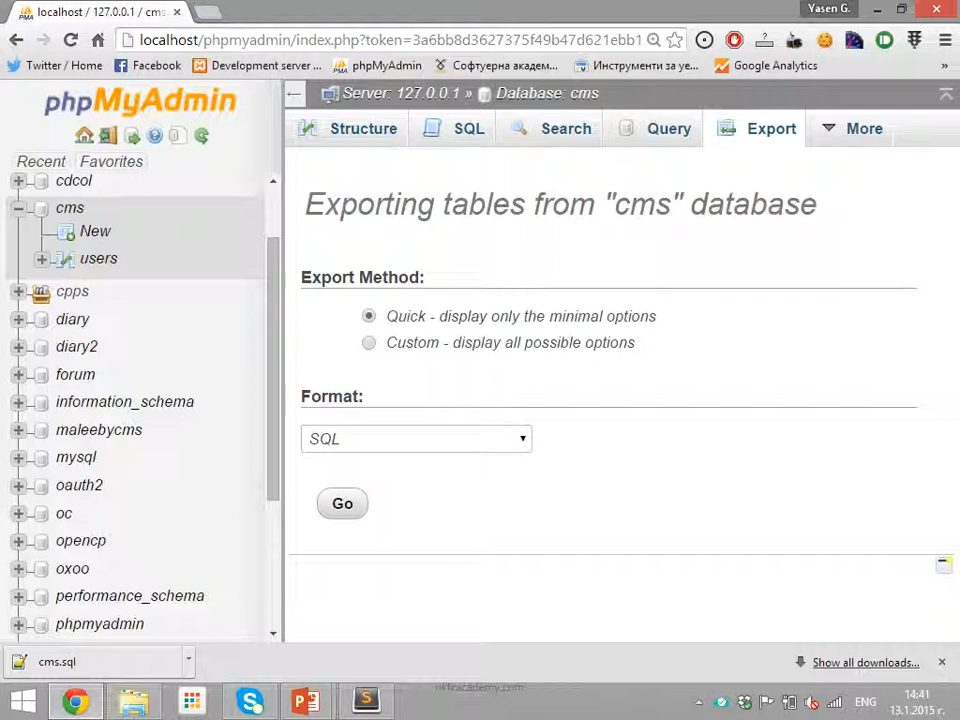 localhost / 127.0.0.1 / cms
Yasen G.
localhost/phpmyadmin/index.php?token=3a6bb8d3627375f49b47d621ebb1
Twitter / Home
Facebook
Development server ...
phpMyAdmin
Софтуерна академ...
Инструменти за уе...
Google Analytics
»
phpMyAdmin
Server: 127.0.0.1 » Database: cms
Structure
SQL
Search
Query
Export
More
Recent
Favorites
cdcol
cms
New
users
cpps
diary
diary2
forum
information_schema
maleebycms
mysql
oauth2
oc
opencp
oxoo
performance_schema
phpmyadmin
Exporting tables from "cms" database
Export Method:
Quick - display only the minimal options
Custom - display all possible options
Format:
SQL
Go
cms.sql
Show all downloads...
ENG
14:41
13.1.2015 г.